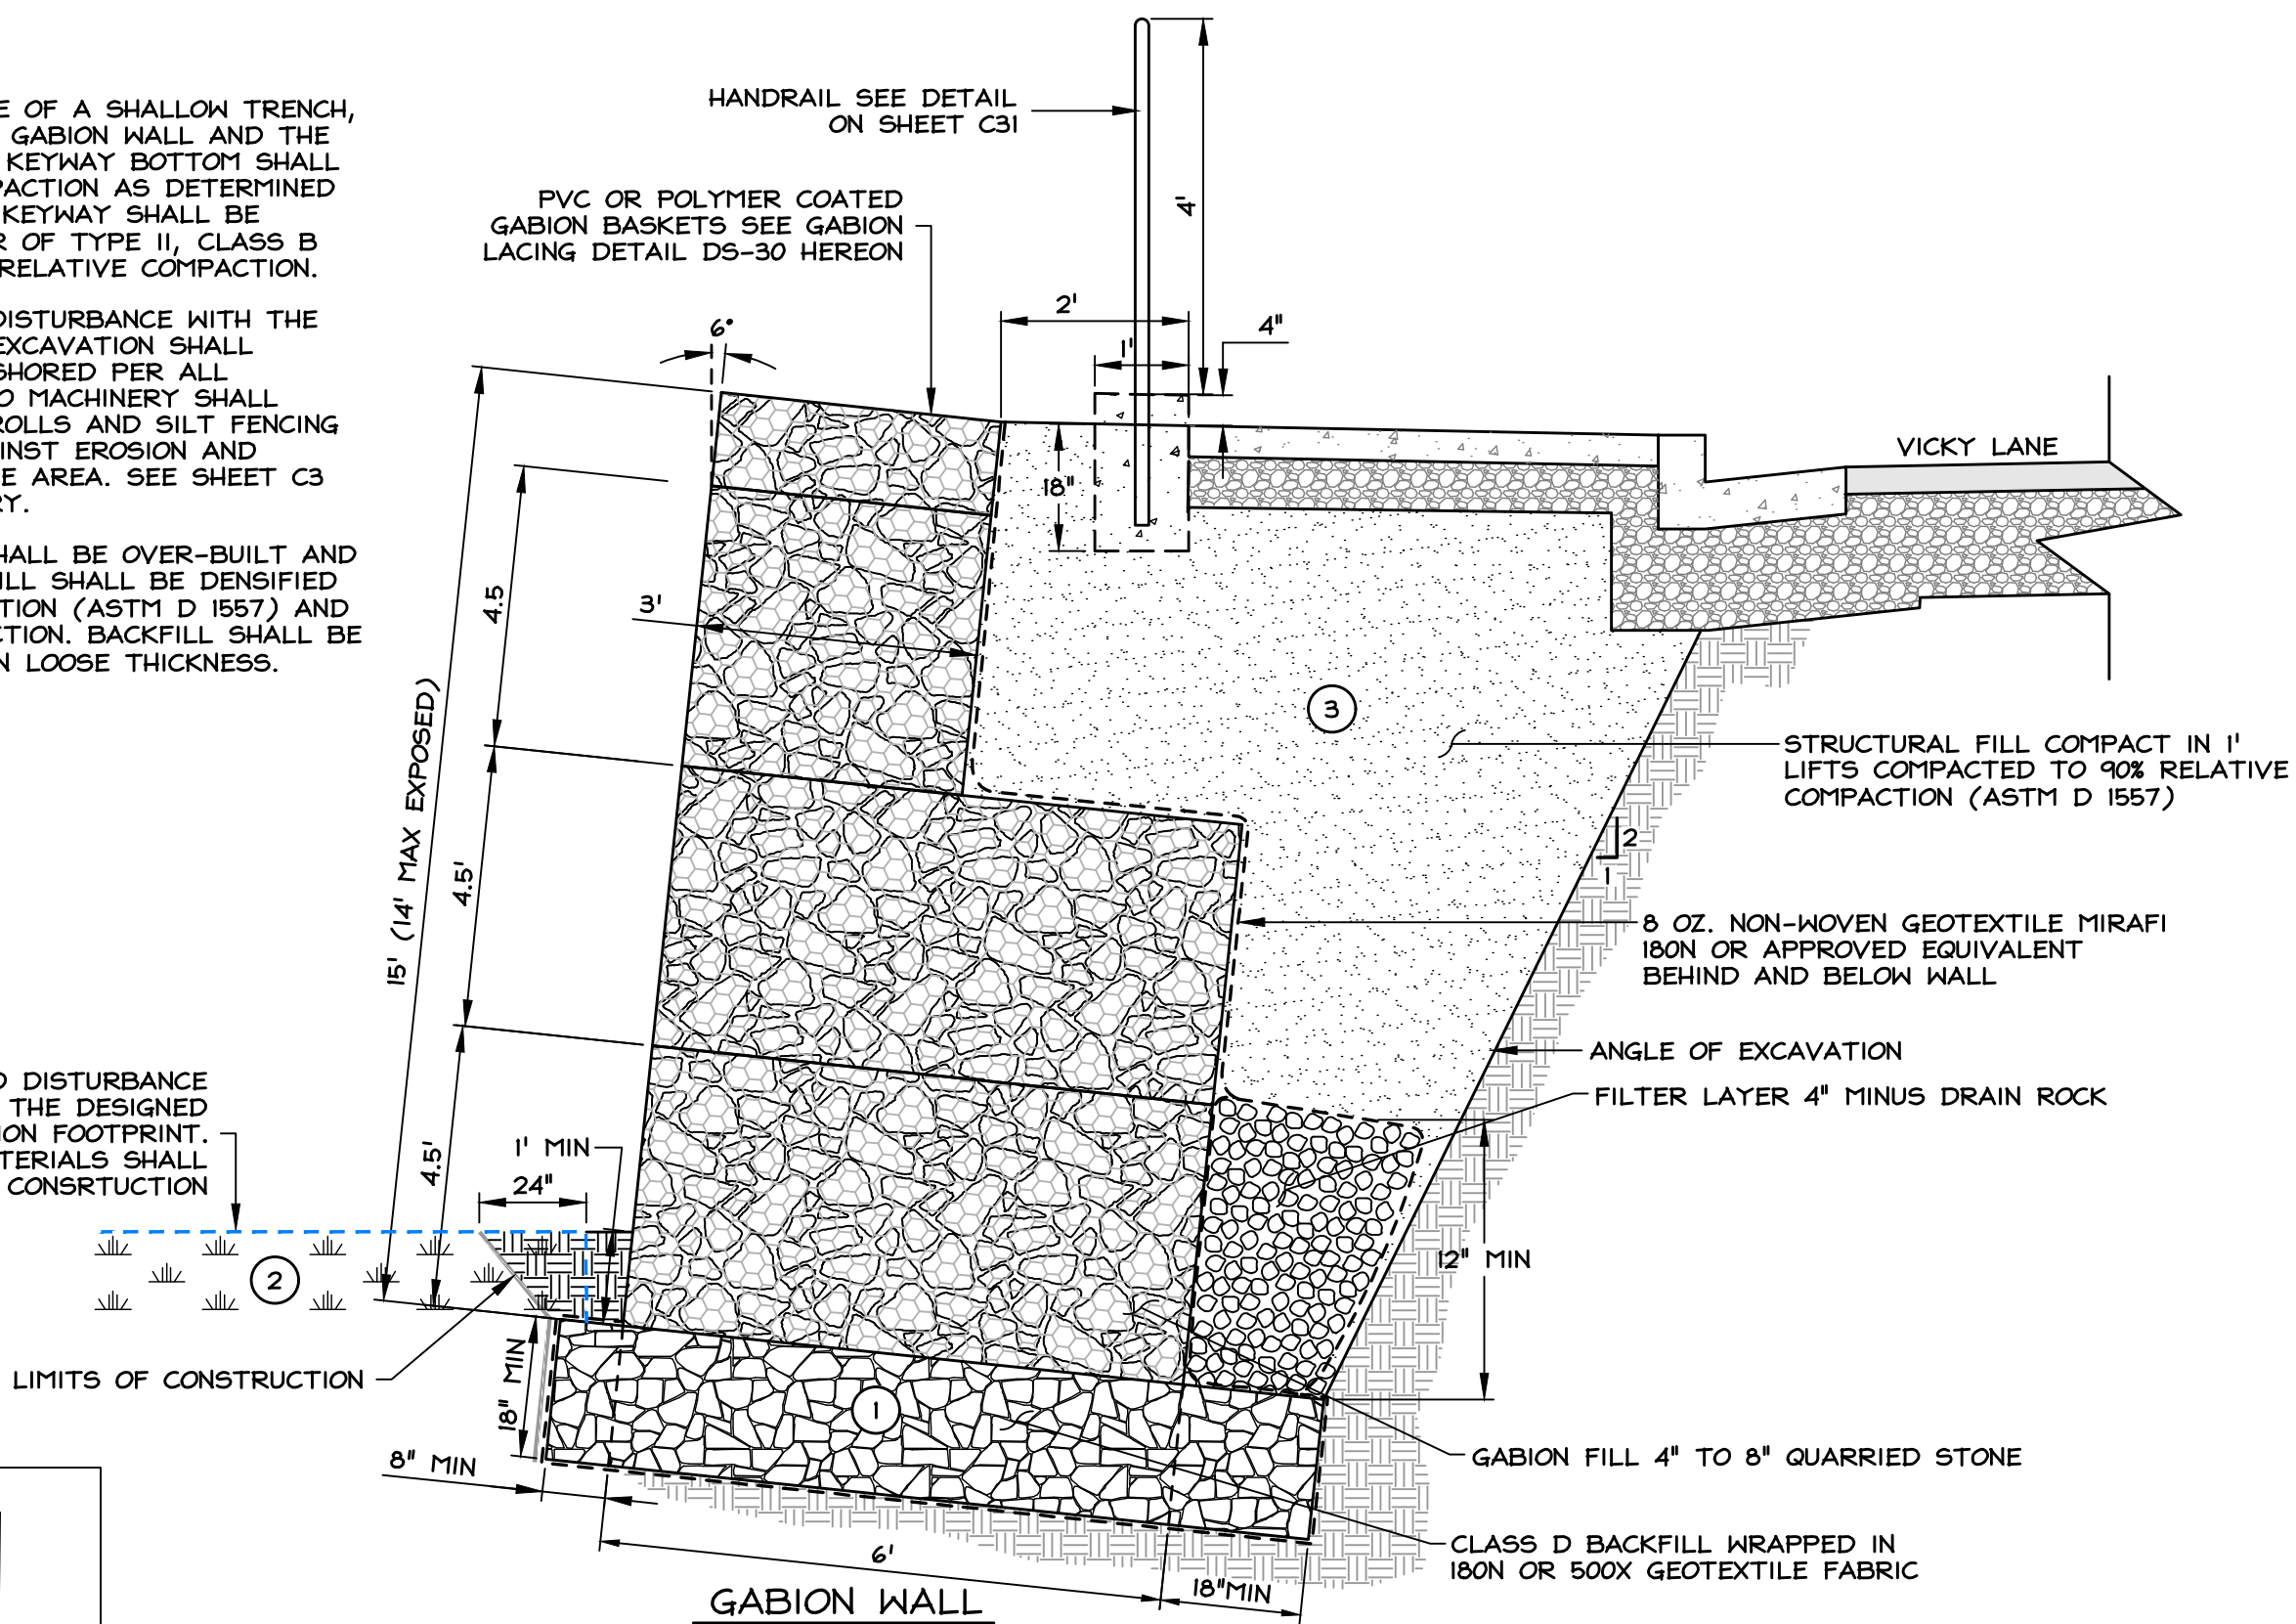 E OF A SHALLOW TRENCH,
GABION WALL AND THE
KEYWAY BOTTOM SHALL
PACTION AS DETERMINED
KEYWAY SHALL BE
R OF TYPE II, CLASS B
RELATIVE COMPACTION.
DISTURBANCE WITH THE
EXCAVATION SHALL
SHORED PER ALL
O MACHINERY SHALL
ROLLS AND SILT FENCING
INST EROSION AND
E AREA. SEE SHEET C3
RY.
SHALL BE OVER-BUILT AND
ILL SHALL BE DENSIFIED
TION (ASTM D 1557) AND
CTION. BACKFILL SHALL BE
N LOOSE THICKNESS.
HANDRAIL SEE DETAIL
ON SHEET C31
PVC OR POLYMER COATED
GABION BASKETS SEE GABION
LACING DETAIL DS-30 HEREON
4'
2'
1'
4"
6°
18"
VICKY LANE
3'
4.5
4.5'
4.5'
15' (14' MAX EXPOSED)
3
STRUCTURAL FILL COMPACT IN 1'
LIFTS COMPACTED TO 90% RELATIVE
COMPACTION (ASTM D 1557)
2
1
8 OZ. NON-WOVEN GEOTEXTILE MIRAFI
180N OR APPROVED EQUIVALENT
BEHIND AND BELOW WALL
ANGLE OF EXCAVATION
FILTER LAYER 4" MINUS DRAIN ROCK
D DISTURBANCE
THE DESIGNED
ION FOOTPRINT.
TERIALS SHALL
CONSRTUCTION
1' MIN
24"
2
12" MIN
LIMITS OF CONSTRUCTION
18" MIN
8" MIN
1
GABION FILL 4" TO 8" QUARRIED STONE
CLASS D BACKFILL WRAPPED IN
180N OR 500X GEOTEXTILE FABRIC
6'
18"MIN
GABION WALL